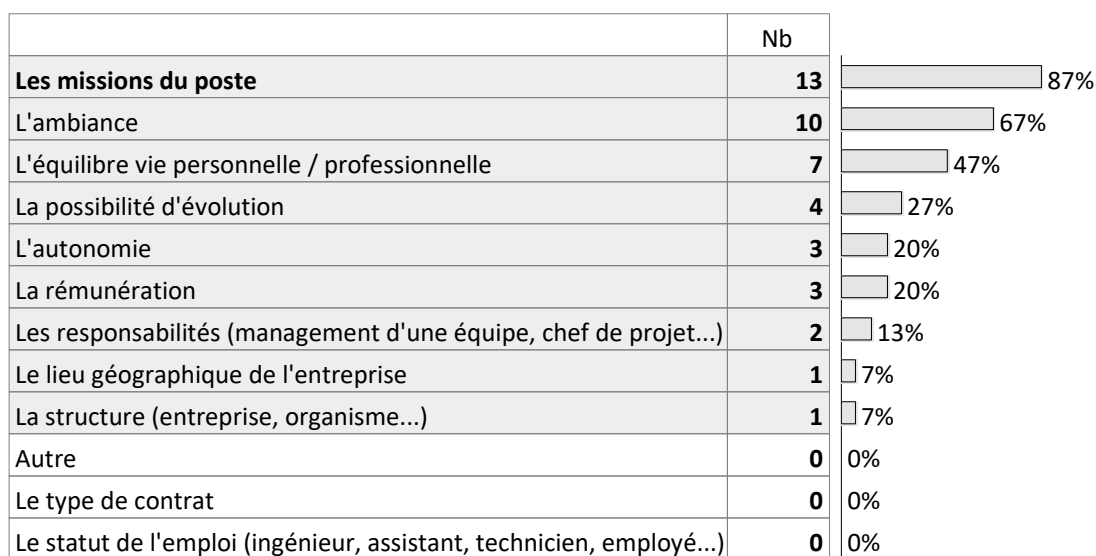 Nb
Les missions du poste 13 87%
L'ambiance 10 67%
L'équilibre vie personnelle / professionnelle 7 47%
La possibilité d'évolution 4 27%
L'autonomie 3 20%
La rémunération 3 20%
Les responsabilités (management d'une équipe, chef de projet...) 2 13%
Le lieu géographique de l'entreprise 1 7%
La structure (entreprise, organisme...) 1 7%
Autre 0 0%
Le type de contrat 0 0%
Le statut de l'emploi (ingénieur, assistant, technicien, employé...) 0 0%